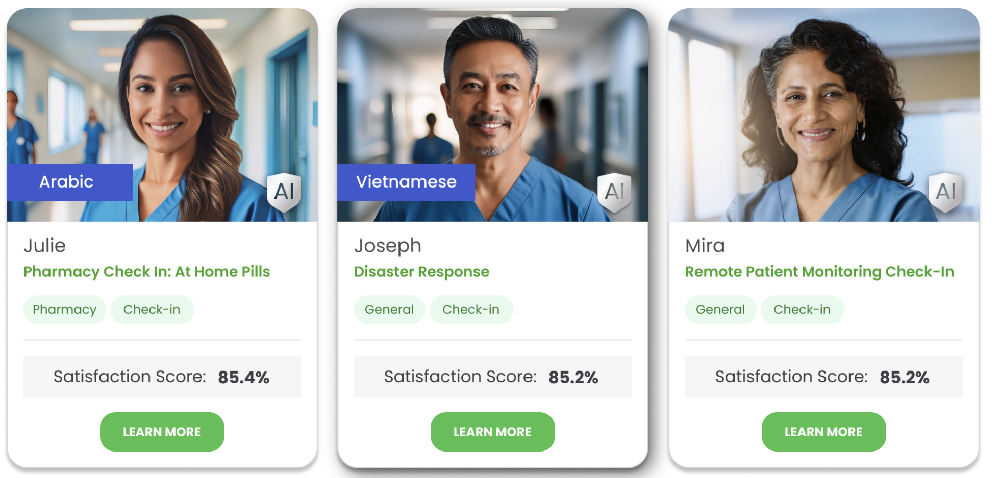 Arabic
AI
Julie
Pharmacy Check In: At Home Pills
Pharmacy
Check-in
Satisfaction Score: 85.4%
LEARN MORE
Vietnamese
AI
Joseph
Disaster Response
General
Check-in
Satisfaction Score: 85.2%
LEARN MORE
AI
Mira
Remote Patient Monitoring Check-In
General
Check-in
Satisfaction Score: 85.2%
LEARN MORE